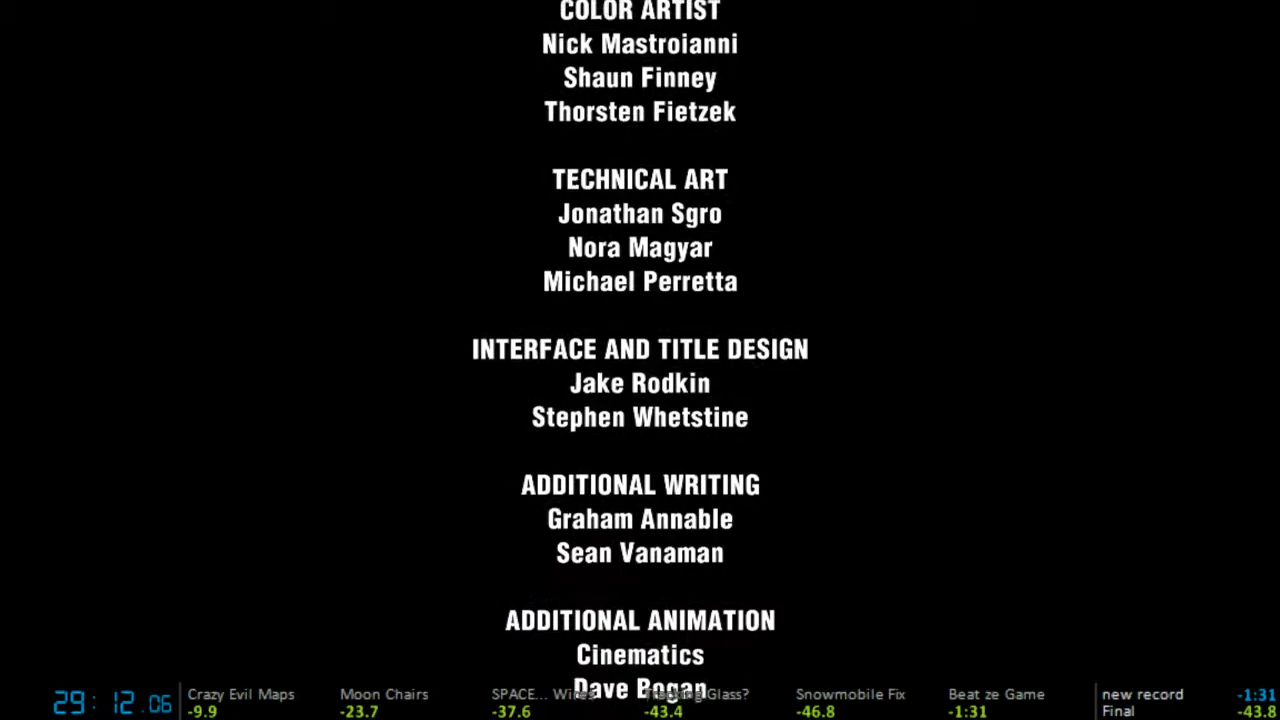 COLOR ARTIST
Nick Mastroianni
Shaun Finney
Thorsten Fietzek
TECHNICAL ART
Jonathan Sgro
Nora Magyar
Michael Perretta
INTERFACE AND TITLE DESIGN
Jake Rodkin
Stephen Whetstine
ADDITIONAL WRITING
Graham Annable
Sean Vanaman
ADDITIONAL ANIMATION
Cinematics
Dave Bogan
29:12.06
Crazy Evil Maps
-9.9
Moon Chairs
-23.7
SPACE... Wires
-37.6
Glass?
-43.4
Snowmobile Fix
-46.8
Beat ze Game
-1:31
new record -1:31
Final -43.8